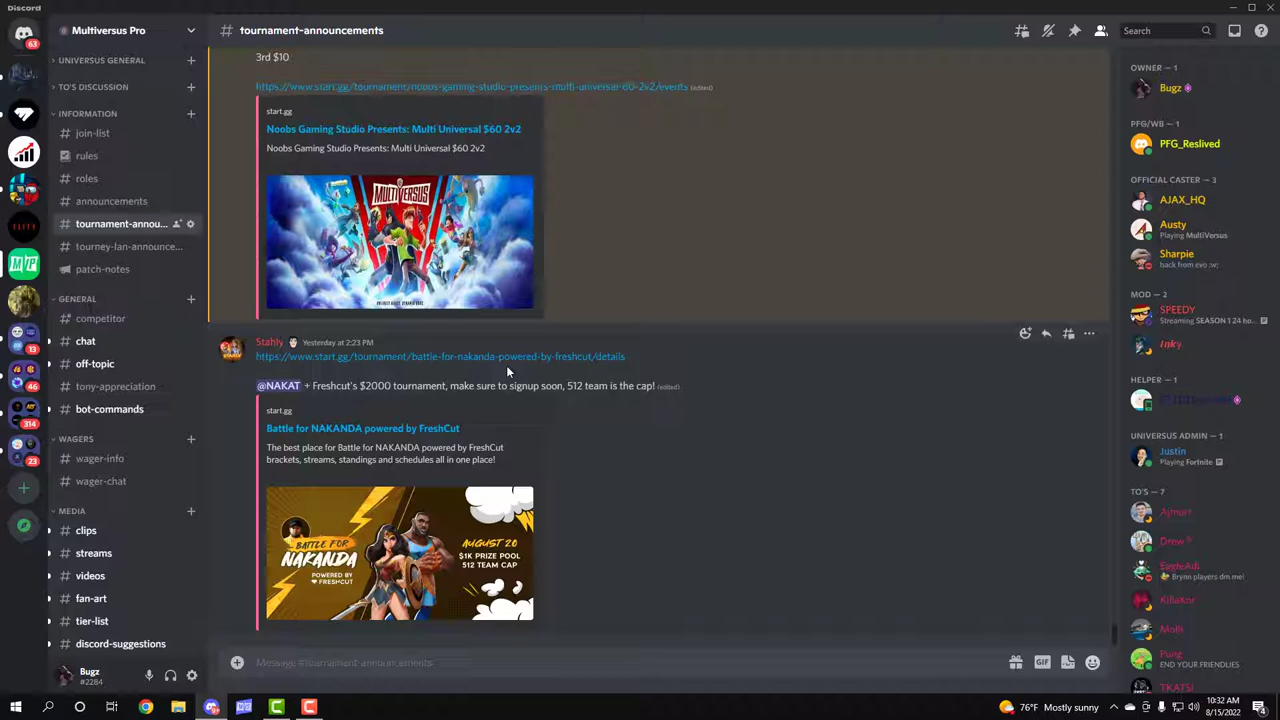 Discord
Multiversus Pro
tournament-announcements
Search
63
UNIVERSUS GENERAL
TO'S DISCUSSION
INFORMATION
join-list
rules
roles
announcements
tournament-annou...
tourney-fan-announce...
patch-notes
GENERAL
competitor
chat
off-topic
tony-appreciation
bot-commands
WAGERS
wager-info
wager-chat
MEDIA
clips
streams
videos
fan-art
tier-list
discord-suggestions
13
46
314
23
Bugz
#2284
3rd $10
https://www.start.gg/tournament/noobs-gaming-studio-presents-multi-universal-60-2v2/events (edited)
start.gg
Noobs Gaming Studio Presents: Multi Universal $60 2v2
Noobs Gaming Studio Presents: Multi Universal $60 2v2
MULTIVERSUS
Stahly Yesterday at 2:23 PM
https://www.start.gg/tournament/battle-for-nakanda-powered-by-freshcut/details
@NAKAT + Freshcut's $2000 tournament, make sure to signup soon, 512 team is the cap! (edited)
start.gg
Battle for NAKANDA powered by FreshCut
The best place for Battle for NAKANDA powered by FreshCut
brackets, streams, standings and schedules all in one place!
BATTLE FOR
NAKANDA
POWERED BY
FRESHCUT
AUGUST 20
$1K PRIZE POOL
512 TEAM CAP
Message #tournament-announcements
GIF
OWNER — 1
Bugz
PFG/WB — 1
PFG_Reslived
OFFICIAL CASTER — 3
AJAX_HQ
Austy
Playing MultiVersus
Sharpie
back from evo :w;
MOD — 2
SPEEDY
Streaming SEASON 1 24 ho...
Inky
HELPER — 1
UNIVERSUS ADMIN — 1
Justin
Playing Fortnite
TO'S — 7
Ajmurr
Drew
EagleAdi
Brynn players dm me!
KillaXor
Molli
Pung
END YOUR FRIENDLIES
TKATSI
76°F Mostly sunny
10:32 AM
8/15/2022